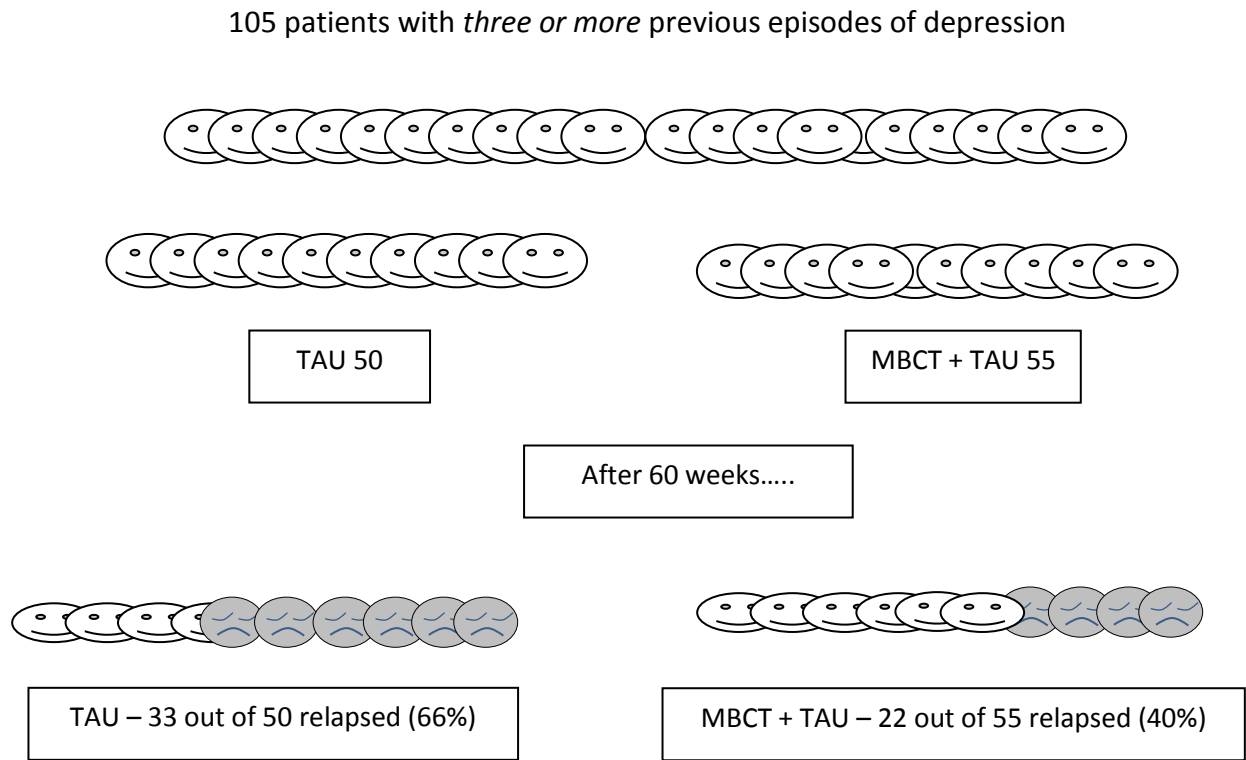 105 patients with three or more previous episodes of depression
TAU 50
MBCT + TAU 55
After 60 weeks…..
TAU – 33 out of 50 relapsed (66%)
MBCT + TAU – 22 out of 55 relapsed (40%)